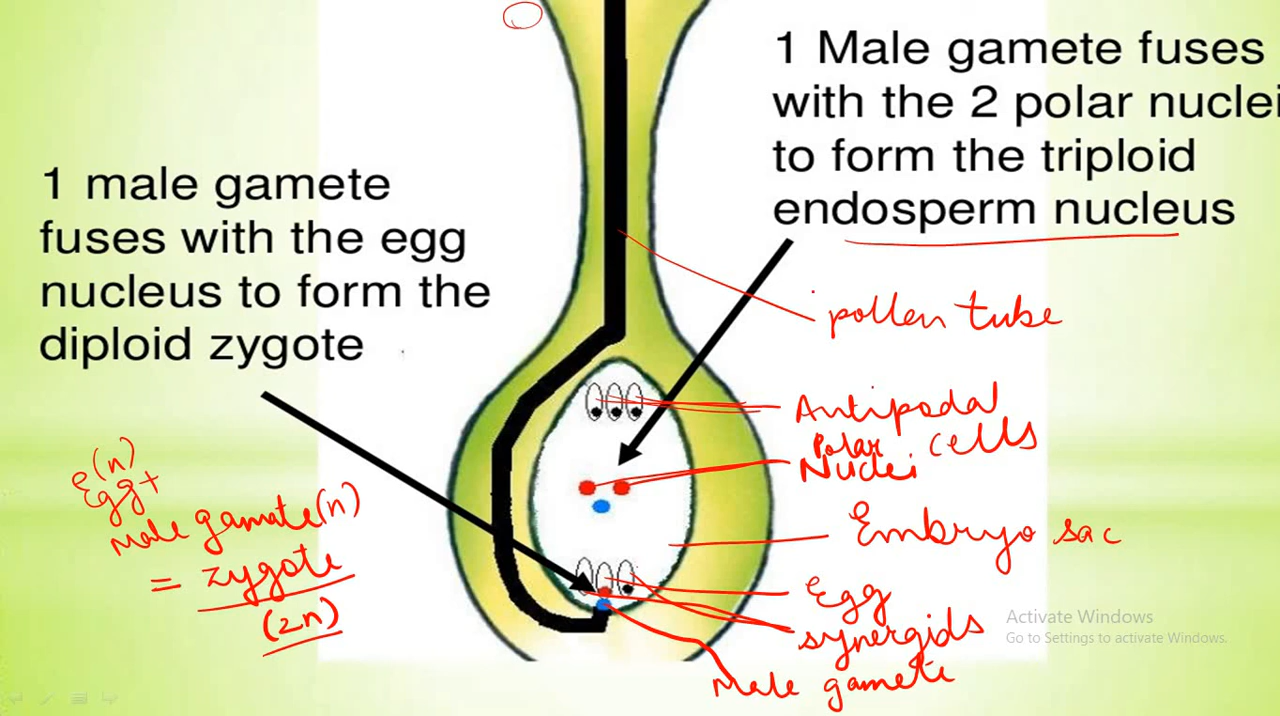 1 Male gamete fuses
with the 2 polar nuclei
to form the triploid
endosperm nucleus
1 male gamete
fuses with the egg
nucleus to form the
diploid zygote
pollen tube
Antipodal
cells
Polar
Nuclei
Embryo sac
Egg
synergids
Male gamete
(n)
Egg +
Male gamate (n)
= zygote
(2n)
Activate Windows
Go to Settings to activate Windows.